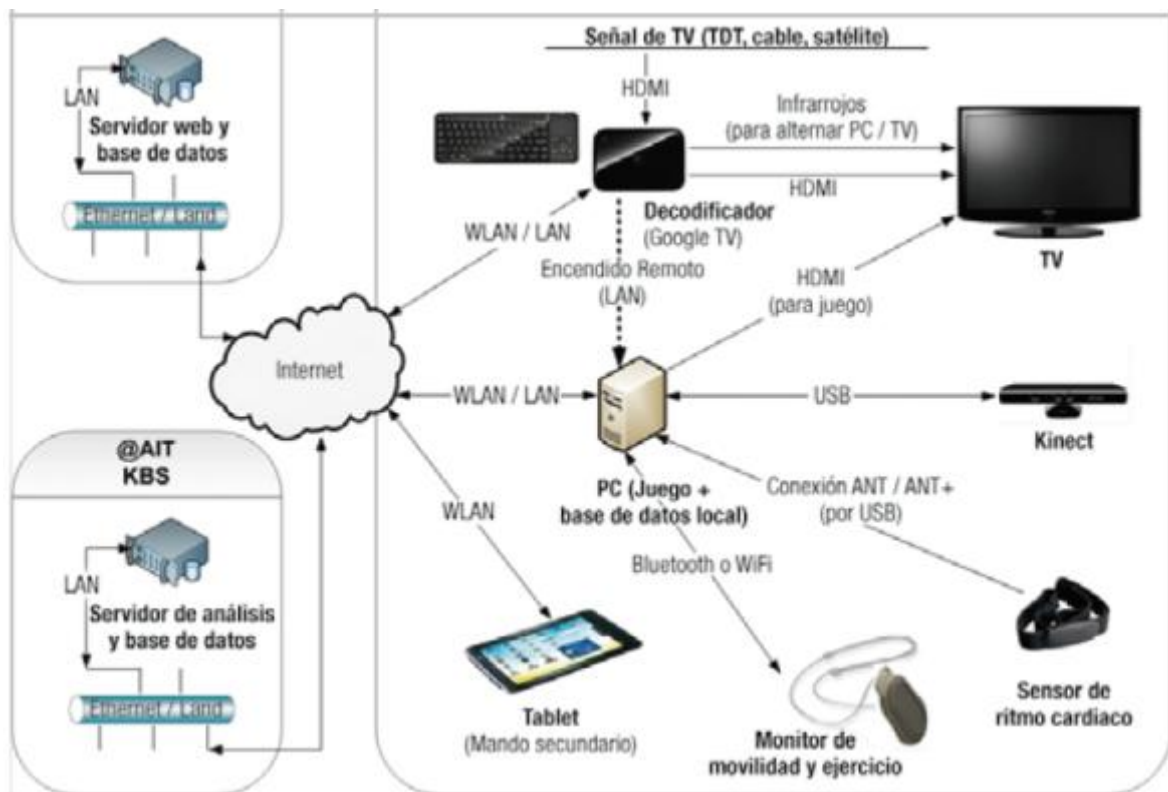 LAN
Servidor web y
base de datos
Ethernet / Land
Internet
@AIT
KBS
LAN
Servidor de análisis
y base de datos
Ethernet / Land
Señal de TV (TDT, cable, satélite)
HDMI
Infrarrojos
(para alternar PC / TV)
HDMI
Decodificador
(Google TV)
TV
WLAN / LAN
Encendido Remoto
(LAN)
HDMI
(para juego)
WLAN / LAN
USB
Kinect
PC (Juego +
base de datos local)
Conexión ANT / ANT+
(por USB)
WLAN
Bluetooth o WiFi
Tablet
(Mando secundario)
Monitor de
movilidad y ejercicio
Sensor de
ritmo cardiaco